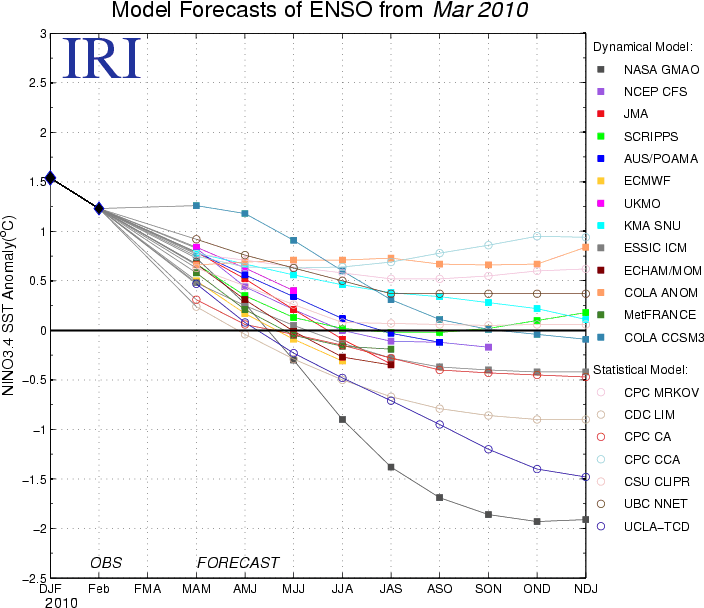 Model Forecasts of ENSO from Mar 2010
IRI
NINO3.4 SST Anomaly(°C)
3
2.5
2
1.5
1
0.5
0
−0.5
−1
−1.5
−2
−2.5
OBS
FORECAST
DJF Feb FMA MAM AMJ MJJ JJA JAS ASO SON OND NDJ
2010
Dynamical Model:
NASA GMAO
NCEP CFS
JMA
SCRIPPS
AUS/POAMA
ECMWF
UKMO
KMA SNU
ESSIC ICM
ECHAM/MOM
COLA ANOM
MetFRANCE
COLA CCSM3
Statistical Model:
CPC MRKOV
CDC LIM
CPC CA
CPC CCA
CSU CLIPR
UBC NNET
UCLA−TCD